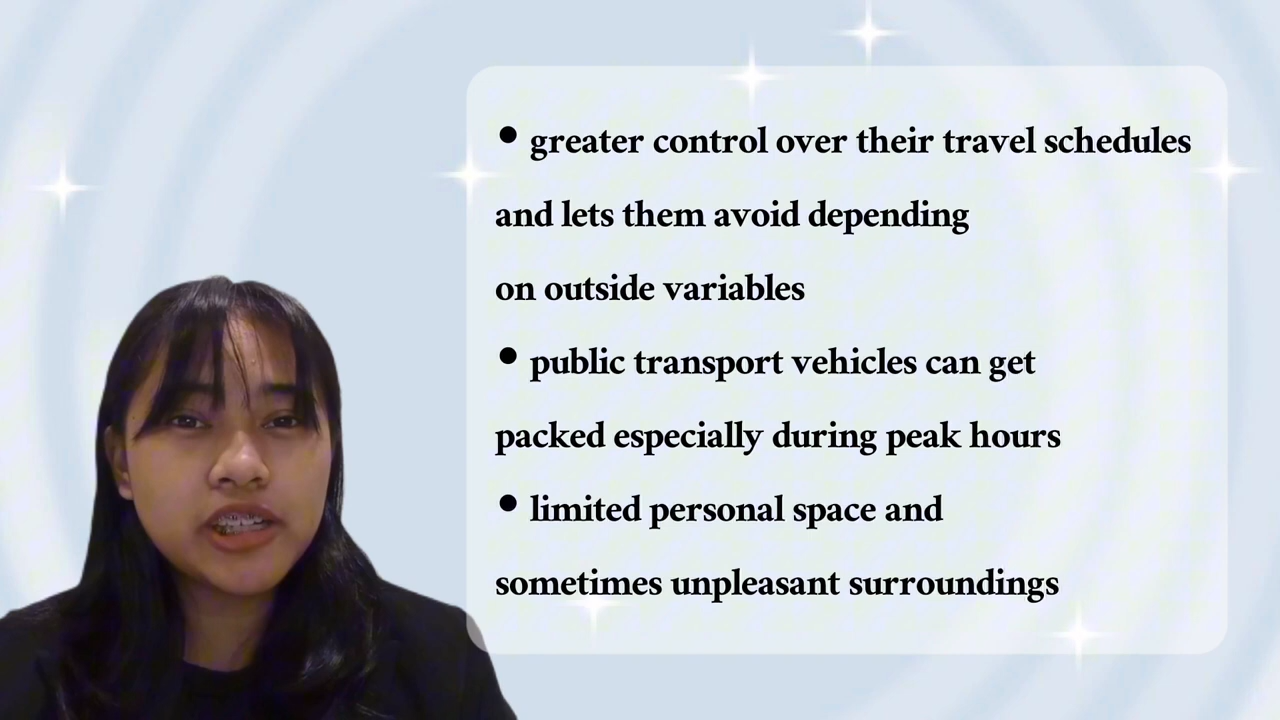 • greater control over their travel schedules
and lets them avoid depending
on outside variables
• public transport vehicles can get
packed especially during peak hours
• limited personal space and
sometimes unpleasant surroundings